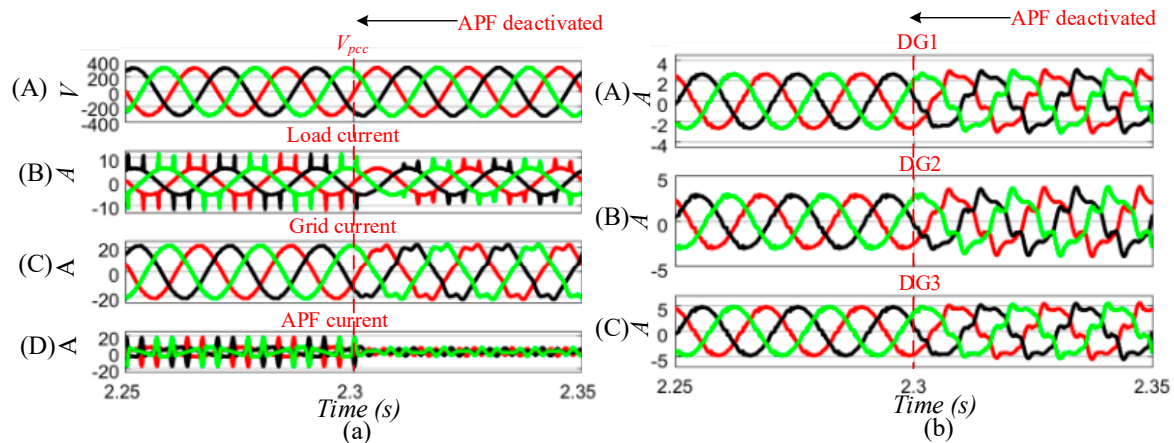 APF deactivated
V_pcc
(A) V 400 200 0 -200 -400
Load current
(B) A 10 0 -10
Grid current
(C) A 20 0 -20
APF current
(D) A 20 0 -20
2.25 2.3 2.35
Time (s)
(a)
APF deactivated
DG1
(A) A 4 2 0 -2 -4
DG2
(B) A 5 0 -5
DG3
(C) A 5 0 -5
2.25 2.3 2.35
Time (s)
(b)